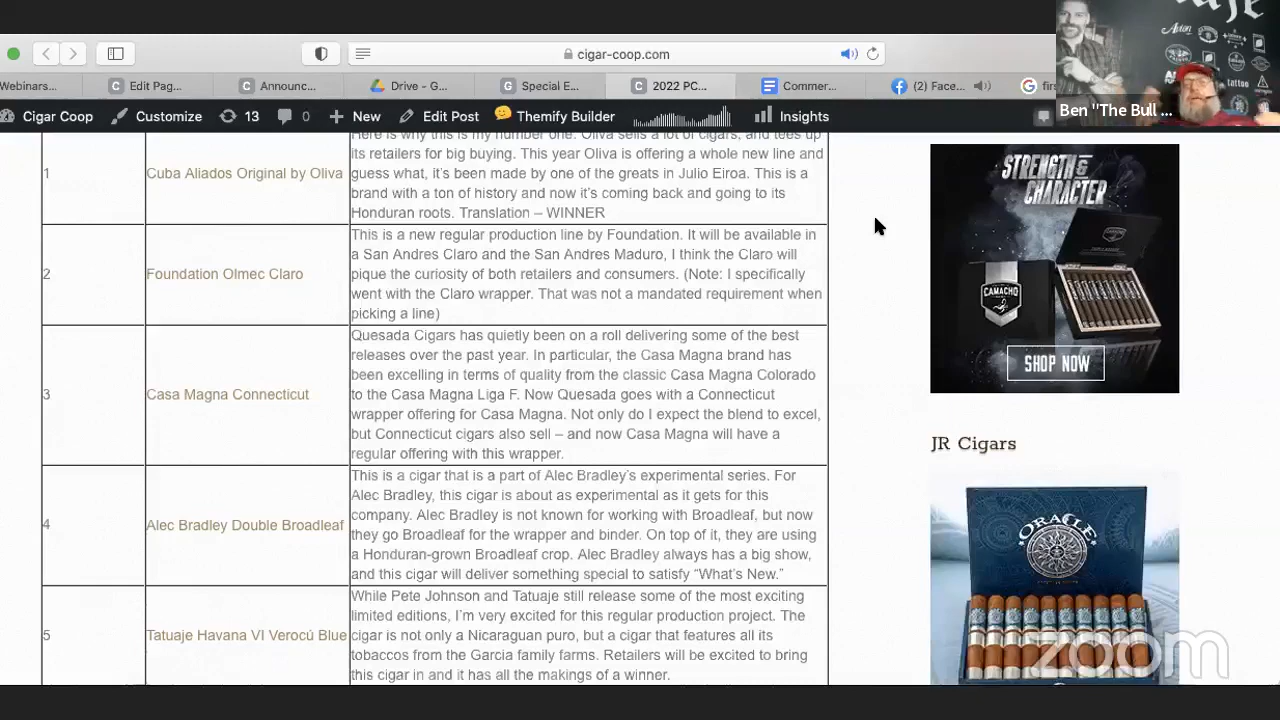 cigar-coop.com
Webinars...
Edit Pag...
Announc...
Drive - G...
Special E...
2022 PC...
Commer...
(2) Face...
Cigar Coop
Customize
13
0
New
Edit Post
Themify Builder
Insights
Ben "The Bull ...
1
Cuba Aliados Original by Oliva
Here is why this is my number one. Oliva sells a lot of cigars, and tees up
its retailers for big buying. This year Oliva is offering a whole new line and
guess what, it's been made by one of the greats in Julio Eiroa. This is a
brand with a ton of history and now it's coming back and going to its
Honduran roots. Translation – WINNER
2
Foundation Olmec Claro
This is a new regular production line by Foundation. It will be available in
a San Andres Claro and the San Andres Maduro, I think the Claro will
pique the curiosity of both retailers and consumers. (Note: I specifically
went with the Claro wrapper. That was not a mandated requirement when
picking a line)
3
Casa Magna Connecticut
Quesada Cigars has quietly been on a roll delivering some of the best
releases over the past year. In particular, the Casa Magna brand has
been excelling in terms of quality from the classic Casa Magna Colorado
to the Casa Magna Liga F. Now Quesada goes with a Connecticut
wrapper offering for Casa Magna. Not only do I expect the blend to excel,
but Connecticut cigars also sell – and now Casa Magna will have a
regular offering with this wrapper.
4
Alec Bradley Double Broadleaf
This is a cigar that is a part of Alec Bradley's experimental series. For
Alec Bradley, this cigar is about as experimental as it gets for this
company. Alec Bradley is not known for working with Broadleaf, but now
they go Broadleaf for the wrapper and binder. On top of it, they are using
a Honduran-grown Broadleaf crop. Alec Bradley always has a big show,
and this cigar will deliver something special to satisfy "What's New."
5
Tatuaje Havana VI Verocú Blue
While Pete Johnson and Tatuaje still release some of the most exciting
limited editions, I'm very excited for this regular production project. The
cigar is not only a Nicaraguan puro, but a cigar that features all its
tobaccos from the Garcia family farms. Retailers will be excited to bring
this cigar in and it has all the makings of a winner.
STRENGTH &
CHARACTER
CAMACHO
SHOP NOW
JR Cigars
ORACLE
zoom